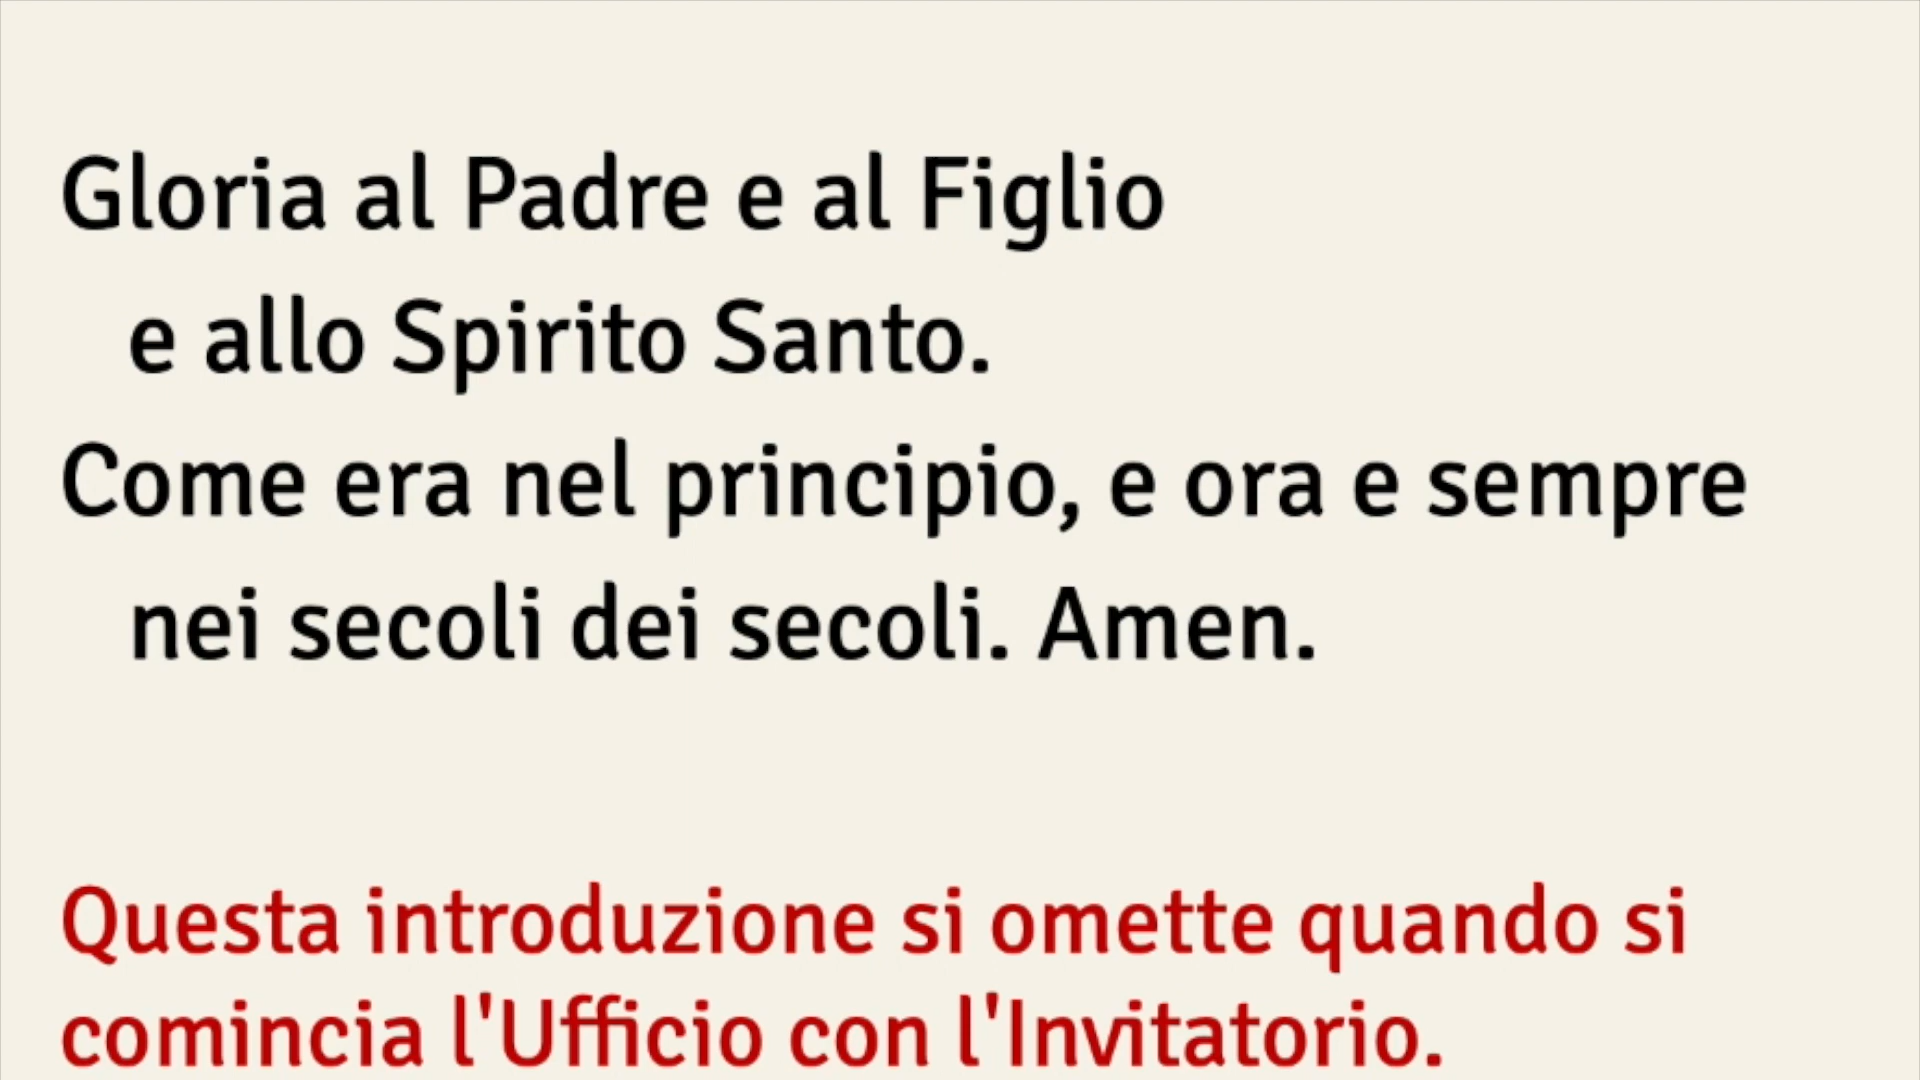 Gloria al Padre e al Figlio
e allo Spirito Santo.
Come era nel principio, e ora e sempre
nei secoli dei secoli. Amen.
Questa introduzione si omette quando si
comincia l'Ufficio con l'Invitatorio.